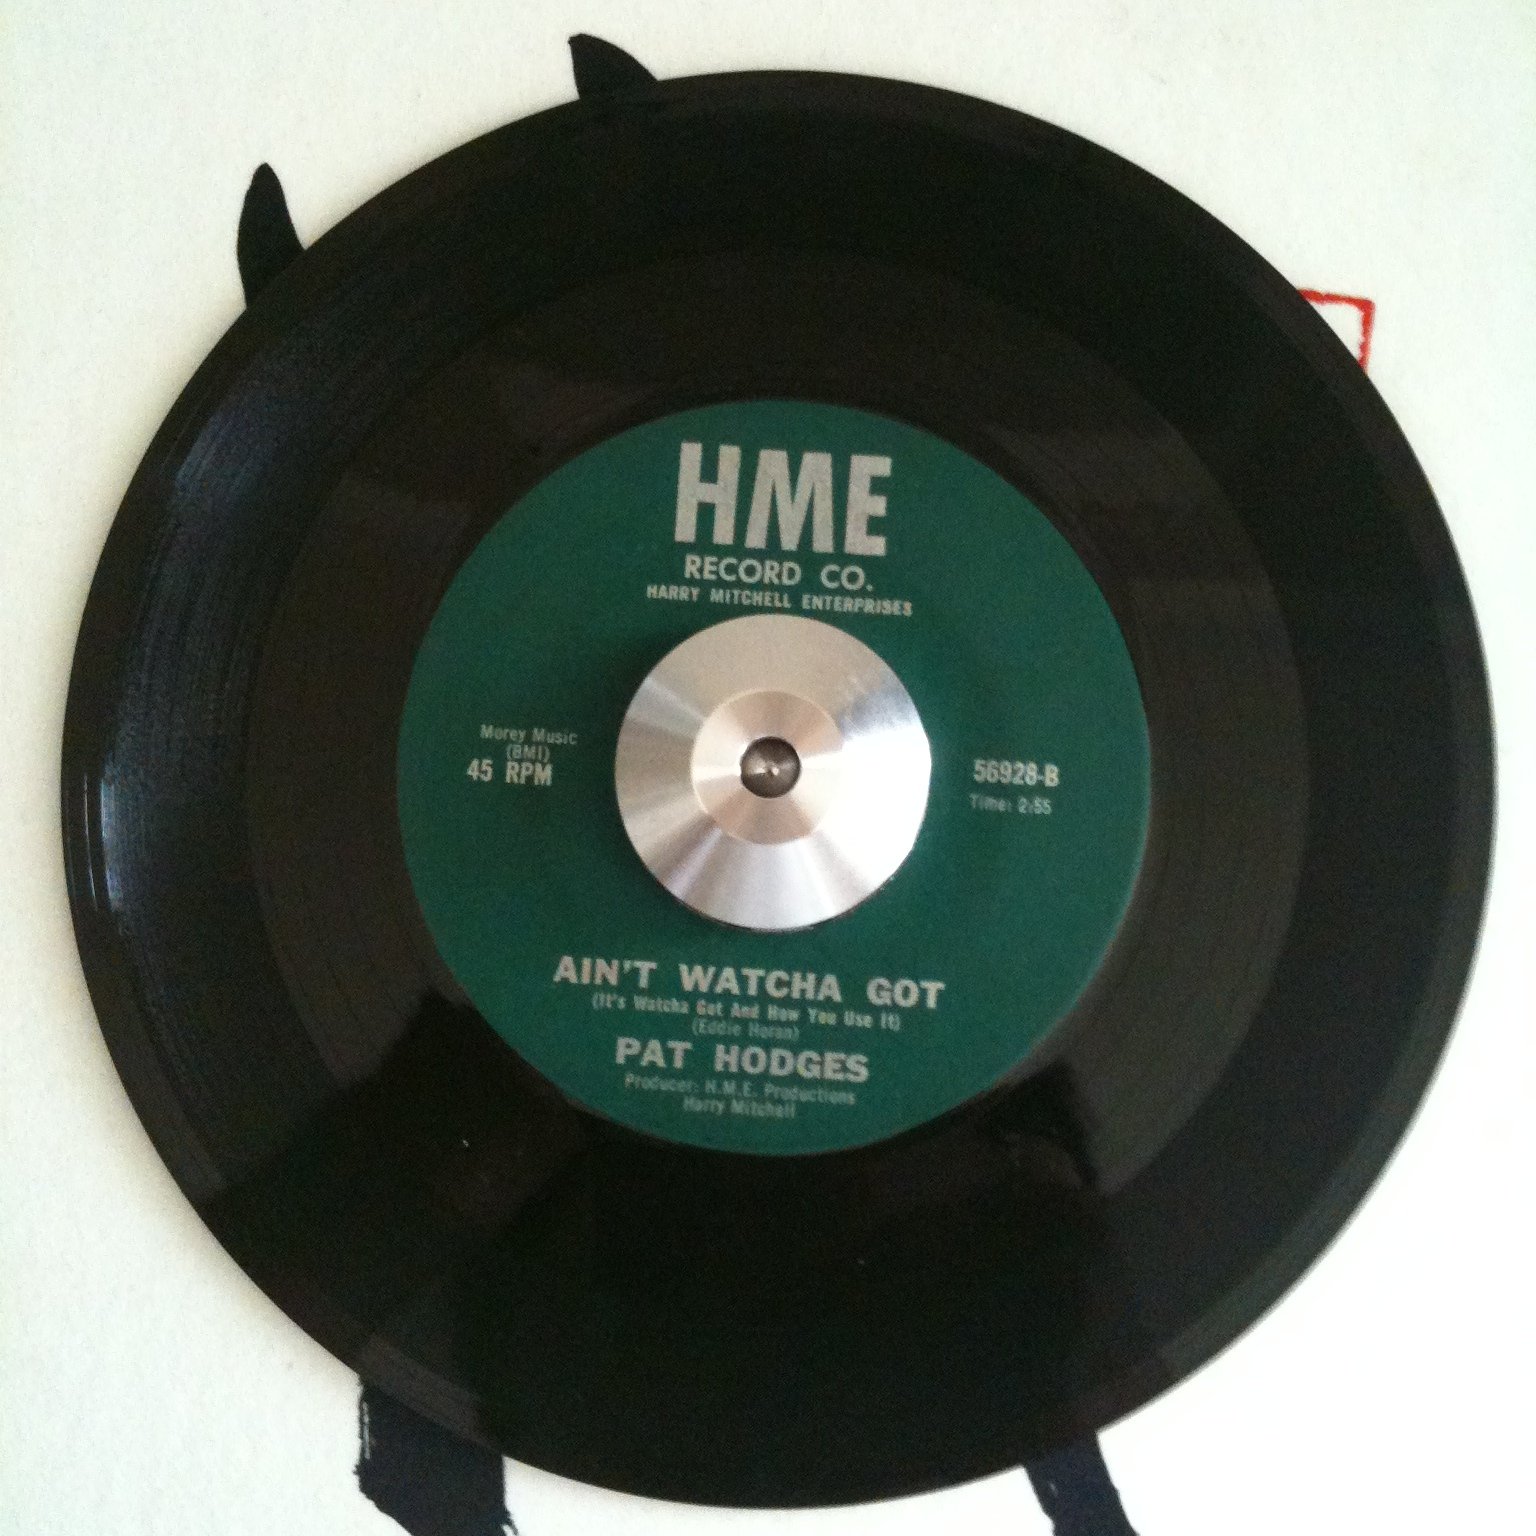 HME
RECORD CO.
HARRY MITCHELL ENTERPRISES
Morey Music
(BMI)
45 RPM
56928-B
Time: 2:55
AIN'T WATCHA GOT
(It's Watcha Got And How You Use It)
(Eddie Horan)
PAT HODGES
Producer: H.M.E. Productions
Harry Mitchell